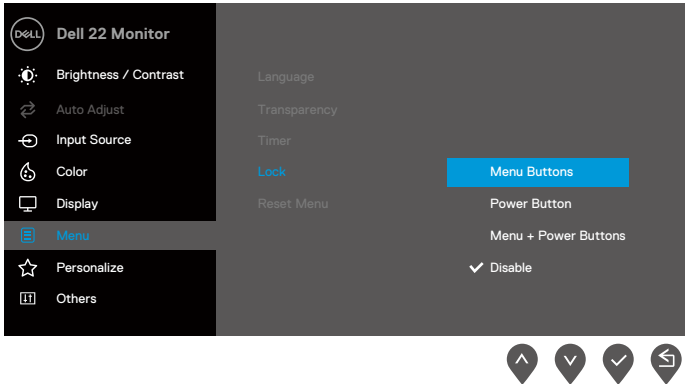 DELL Dell 22 Monitor
Brightness / Contrast
Auto Adjust
Input Source
Color
Display
Menu
Personalize
Others
Language
Transparency
Timer
Lock
Reset Menu
Menu Buttons
Power Button
Menu + Power Buttons
Disable